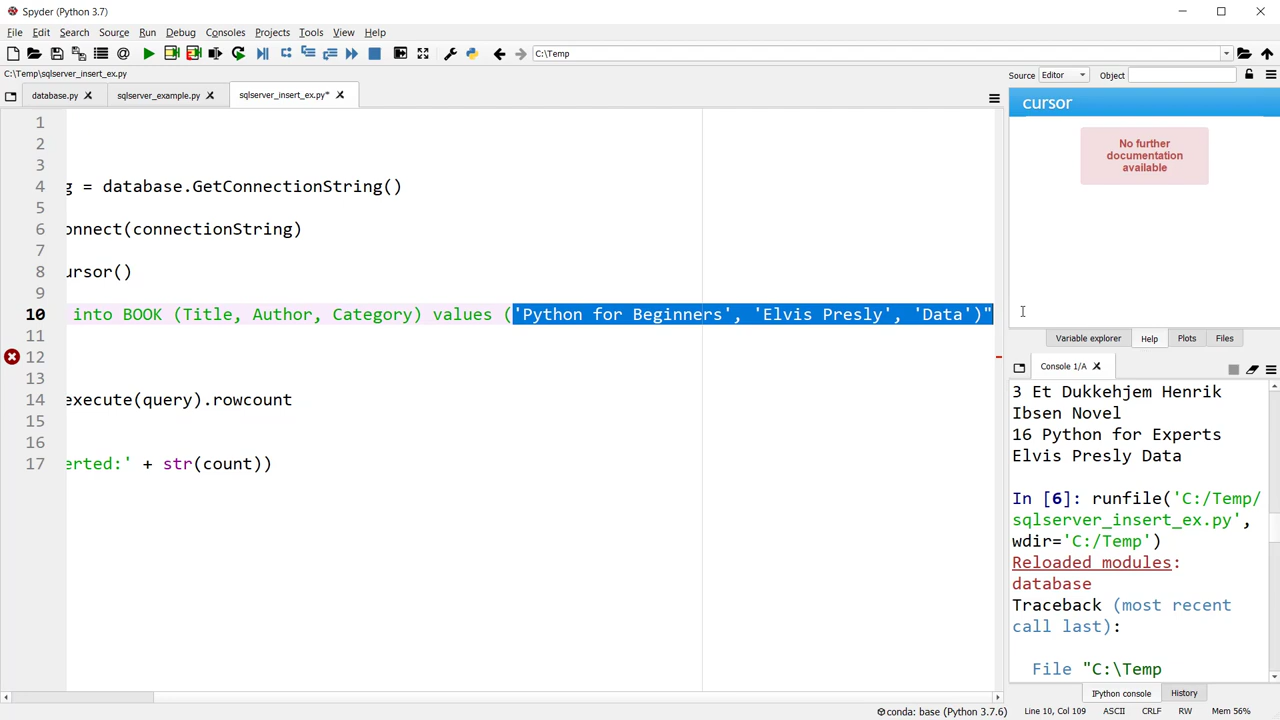 Spyder (Python 3.7)
File Edit Search Source Run Debug Consoles Projects Tools View Help
C:\Temp
C:\Temp\sqlserver_insert_ex.py
database.py sqlserver_example.py sqlserver_insert_ex.py*
1
2
3
4 g = database.GetConnectionString()
5
6 onnect(connectionString)
7
8 ursor()
9
10 into BOOK (Title, Author, Category) values ('Python for Beginners', 'Elvis Presly', 'Data')"
11
12
13
14 execute(query).rowcount
15
16
17 erted:' + str(count))
Source Editor Object
cursor
No further
documentation
available
Variable explorer Help Plots Files
Console 1/A
3 Et Dukkehjem Henrik
Ibsen Novel
16 Python for Experts
Elvis Presly Data
In [6]: runfile('C:/Temp/
sqlserver_insert_ex.py',
wdir='C:/Temp')
Reloaded modules:
database
Traceback (most recent
call last):
File "C:\Temp
IPython console History
conda: base (Python 3.7.6) Line 10, Col 109 ASCII CRLF RW Mem 56%